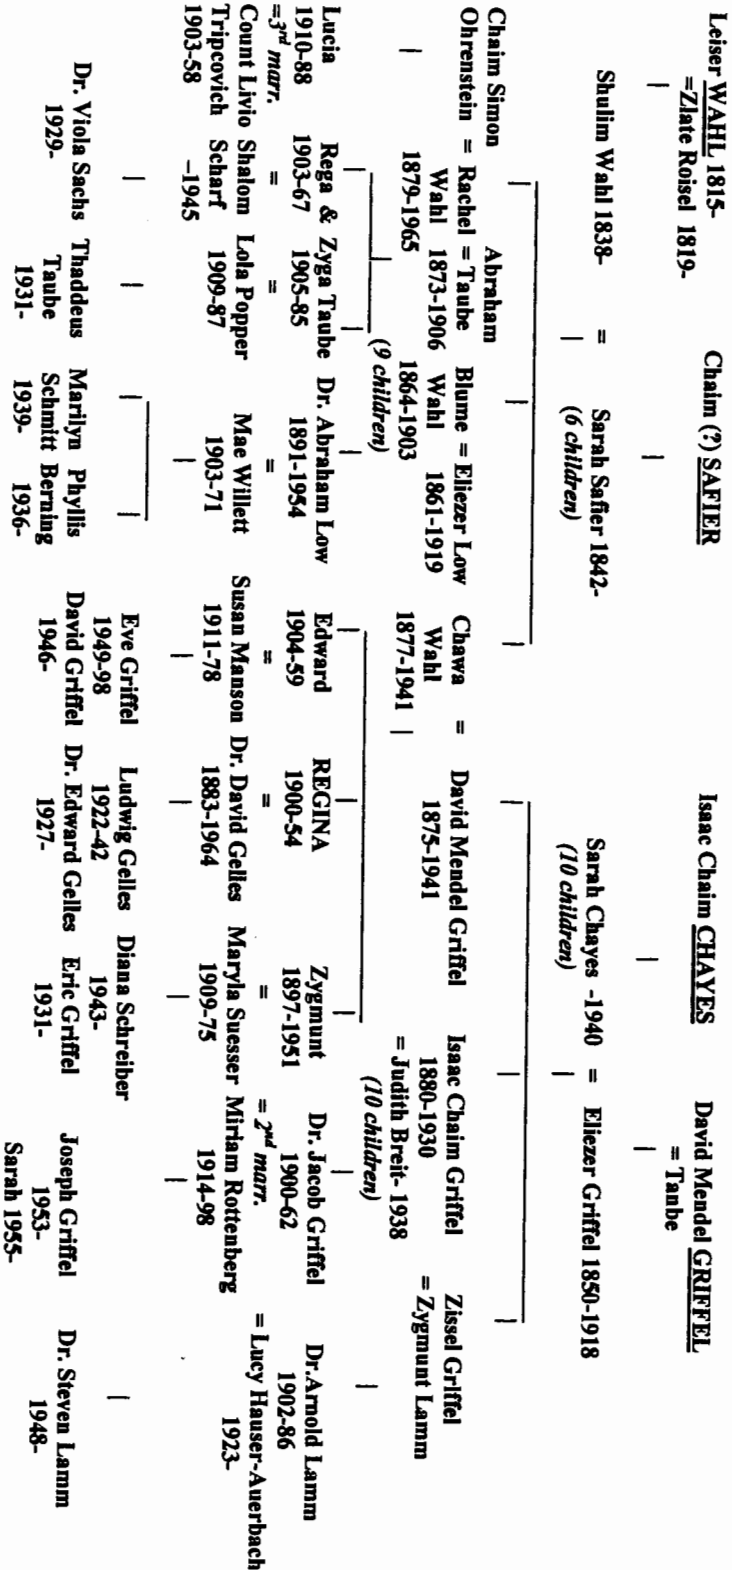 Leiser WAHL 1815- Chaim (?) SAFIER Isaac Chaim CHAYES David Mendel GRIFFEL
=Zlate Roisel 1819- = Taube
Shulim Wahl 1838- = Sarah Safier 1842- Sarah Chayes -1940 = Eliezer Griffel 1850-1918
(6 children) (10 children)
Chaim Simon Abraham
Ohrenstein = Rachel = Taube Blume = Eliezer Low Chawa = David Mendel Griffel Isaac Chaim Griffel Zissel Griffel
Wahl 1873-1906 Wahl 1861-1919 Wahl 1875-1941 1880-1930 = Zygmunt Lamm
1879-1965 1864-1903 1877-1941 = Judith Breit- 1938
(9 children) (10 children)
Lucia Rega & Zyga Taube Dr. Abraham Low Edward REGINA Zygmunt Dr. Jacob Griffel Dr.Arnold Lamm
1910-88 1903-67 1905-85 1891-1954 1904-59 1900-54 1897-1951 1900-62 1902-86
=3rd marr. = = = = = = = 2nd marr. = Lucy Hauser-Auerbach
Count Livio Shalom Lola Popper Mae Willett Susan Manson Dr. David Gelles Maryla Suesser Miriam Rottenberg 1923-
Tripcovich Scharf 1909-87 1903-71 1911-78 1883-1964 1909-75 1914-98
1903-58 –1945
Dr. Viola Sachs Thaddeus Marilyn Phyllis Eve Griffel Ludwig Gelles Diana Schreiber Joseph Griffel Dr. Steven Lamm
1929- Taube Schmitt Berning 1949-98 1922-42 1943- 1953- 1948-
1931- 1939- 1936- David Griffel Dr. Edward Gelles Eric Griffel Sarah 1955-
1946- 1927- 1931-